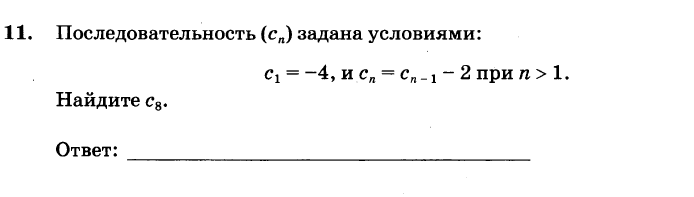 11. Последовательность (cₙ) задана условиями:
c₁ = −4, и cₙ = cₙ₋₁ − 2 при n > 1.
Найдите c₈.
Ответ: